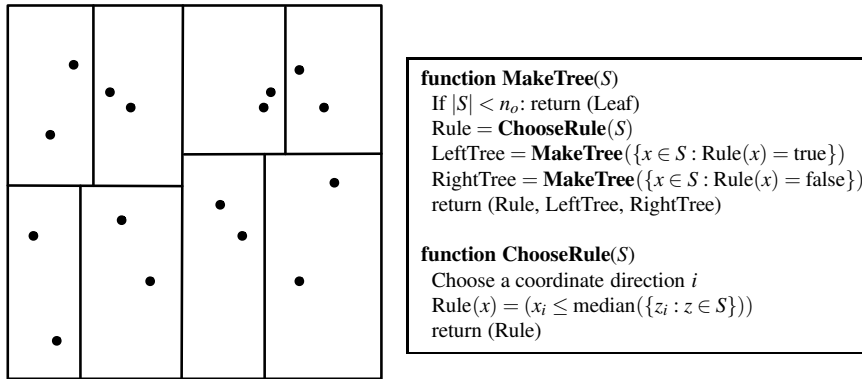 function MakeTree(S)
If |S| < n_o: return (Leaf)
Rule = ChooseRule(S)
LeftTree = MakeTree({x ∈ S : Rule(x) = true})
RightTree = MakeTree({x ∈ S : Rule(x) = false})
return (Rule, LeftTree, RightTree)
function ChooseRule(S)
Choose a coordinate direction i
Rule(x) = (x_i ≤ median({z_i : z ∈ S}))
return (Rule)